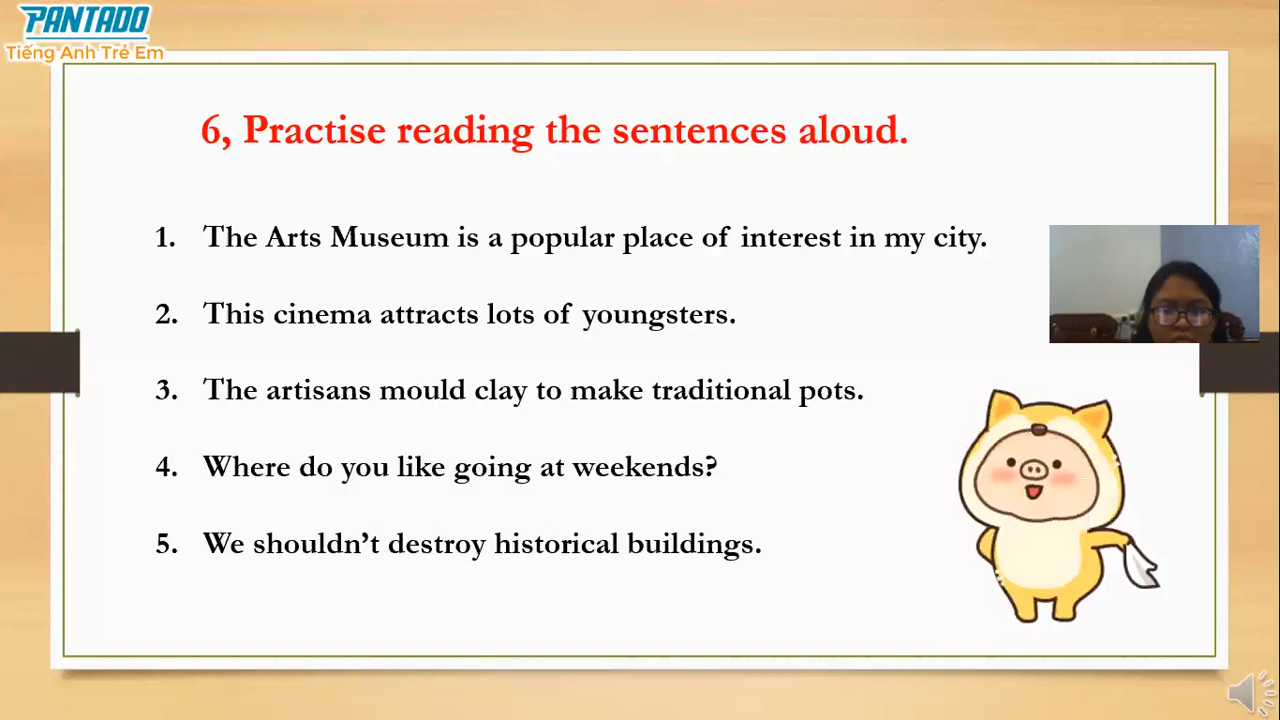 PANTADO
Tiếng Anh Trẻ Em
6, Practise reading the sentences aloud.
1. The Arts Museum is a popular place of interest in my city.
2. This cinema attracts lots of youngsters.
3. The artisans mould clay to make traditional pots.
4. Where do you like going at weekends?
5. We shouldn’t destroy historical buildings.